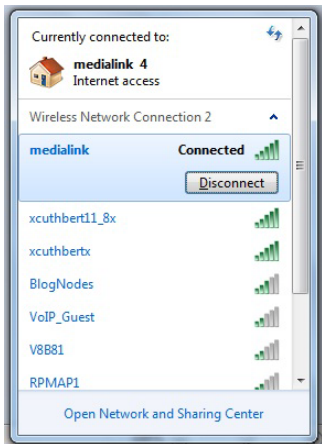 Currently connected to:
medialink 4
Internet access
Wireless Network Connection 2
medialink Connected
Disconnect
xcuthbert11_8x
xcuthbertx
BlogNodes
VoIP_Guest
V8B81
RPMAP1
Open Network and Sharing Center